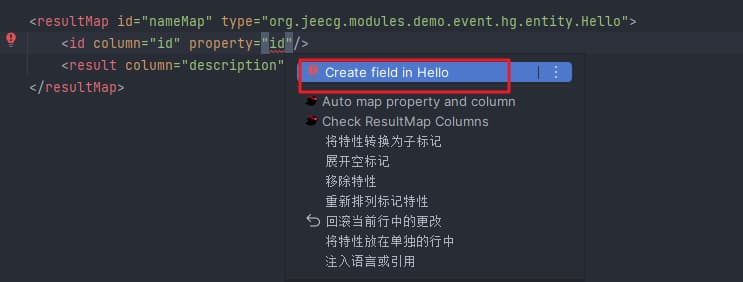 <resultMap id="nameMap" type="org.jeecg.modules.demo.event.hg.entity.Hello">
<id column="id" property="id"/>
<result column="description"
</resultMap>
Create field in Hello
Auto map property and column
Check ResultMap Columns
将特性转换为子标记
展开空标记
移除特性
重新排列标记特性
回滚当前行中的更改
将特性放在单独的行中
注入语言或引用